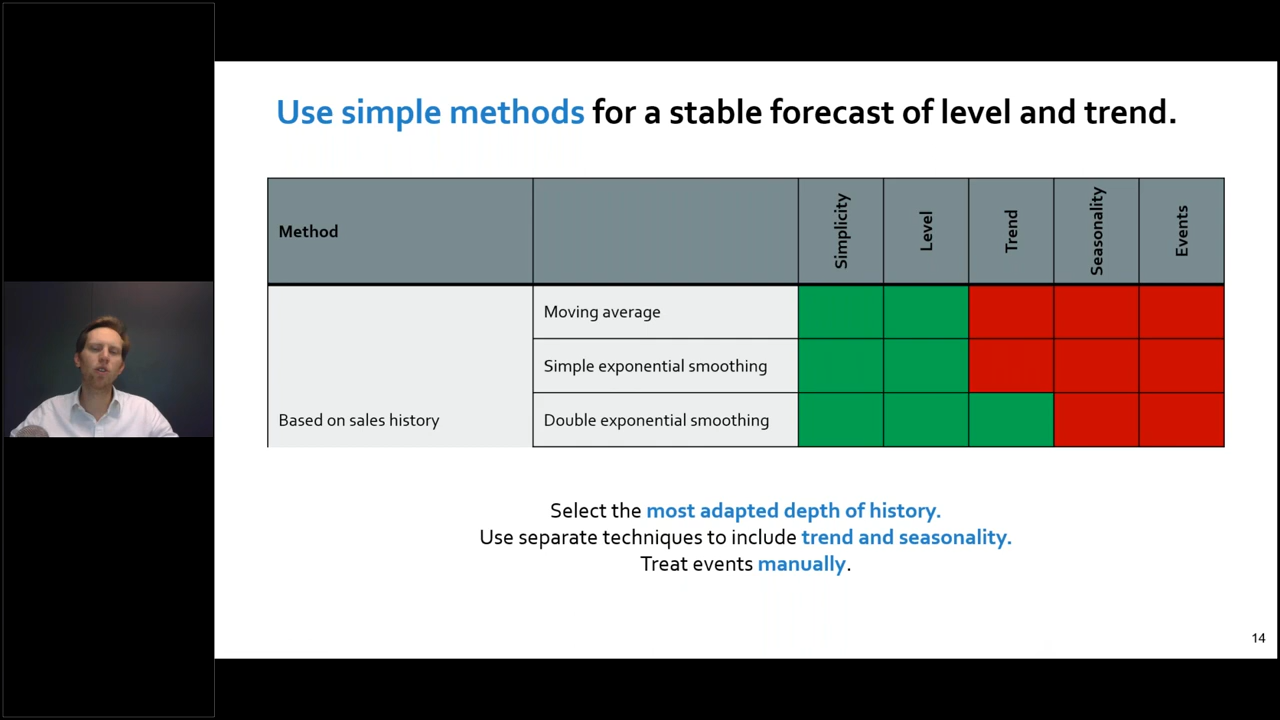 Use simple methods for a stable forecast of level and trend.
Method
Simplicity
Level
Trend
Seasonality
Events
Moving average
Simple exponential smoothing
Based on sales history
Double exponential smoothing
Select the most adapted depth of history.
Use separate techniques to include trend and seasonality.
Treat events manually.
14